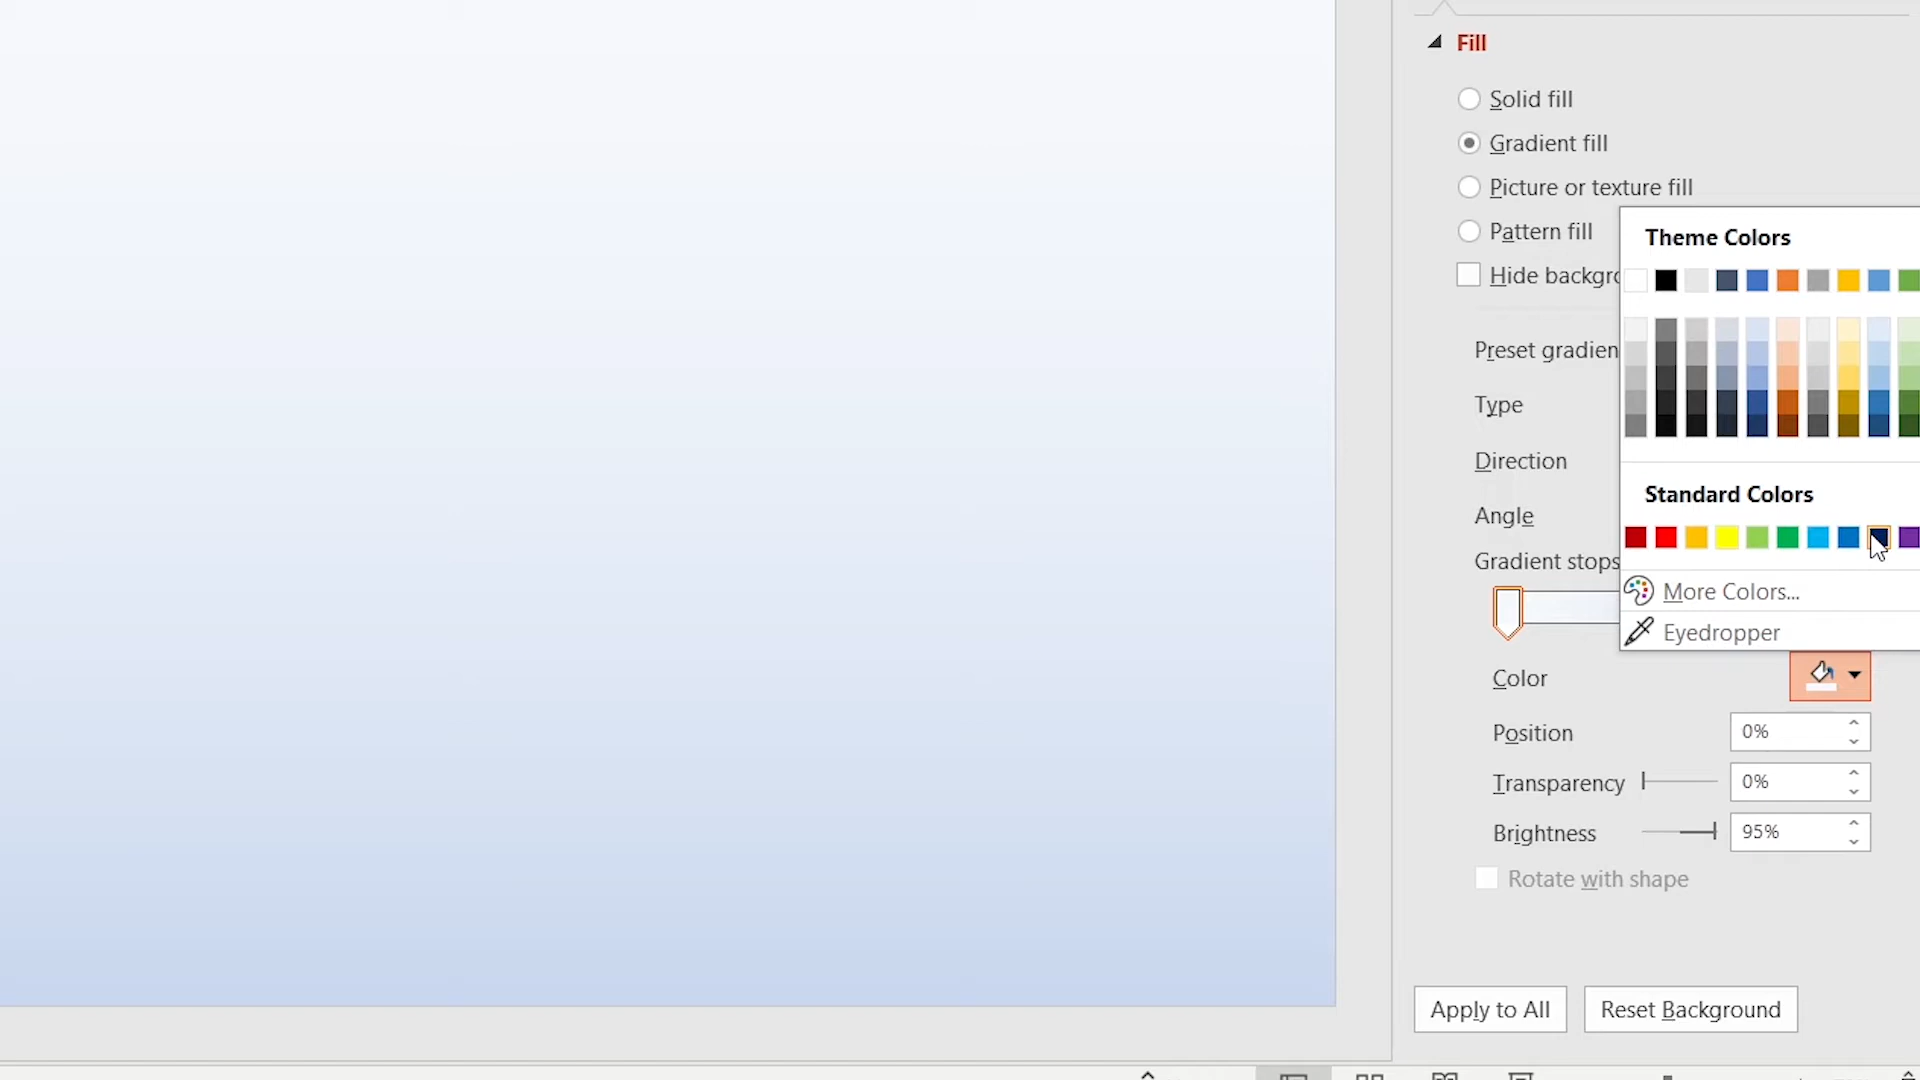 Fill
Solid fill
Gradient fill
Picture or texture fill
Pattern fill
Theme Colors
Preset gradien
Type
Direction
Standard Colors
Angle
Gradient stops
More Colors...
Eyedropper
Color
Position 0%
Transparency 0%
Brightness 95%
Rotate with shape
Apply to All Reset Background